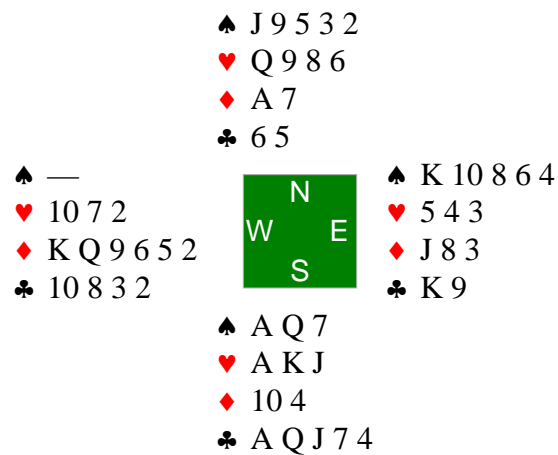 ♠ J 9 5 3 2
♥ Q 9 8 6
♦ A 7
♣ 6 5
♠ —
♥ 10 7 2
♦ K Q 9 6 5 2
♣ 10 8 3 2
N
W E
S
♠ K 10 8 6 4
♥ 5 4 3
♦ J 8 3
♣ K 9
♠ A Q 7
♥ A K J
♦ 10 4
♣ A Q J 7 4